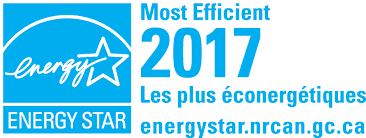 energy
ENERGY STAR
Most Efficient
2017
Les plus éconergétiques
energystar.nrcan.gc.ca